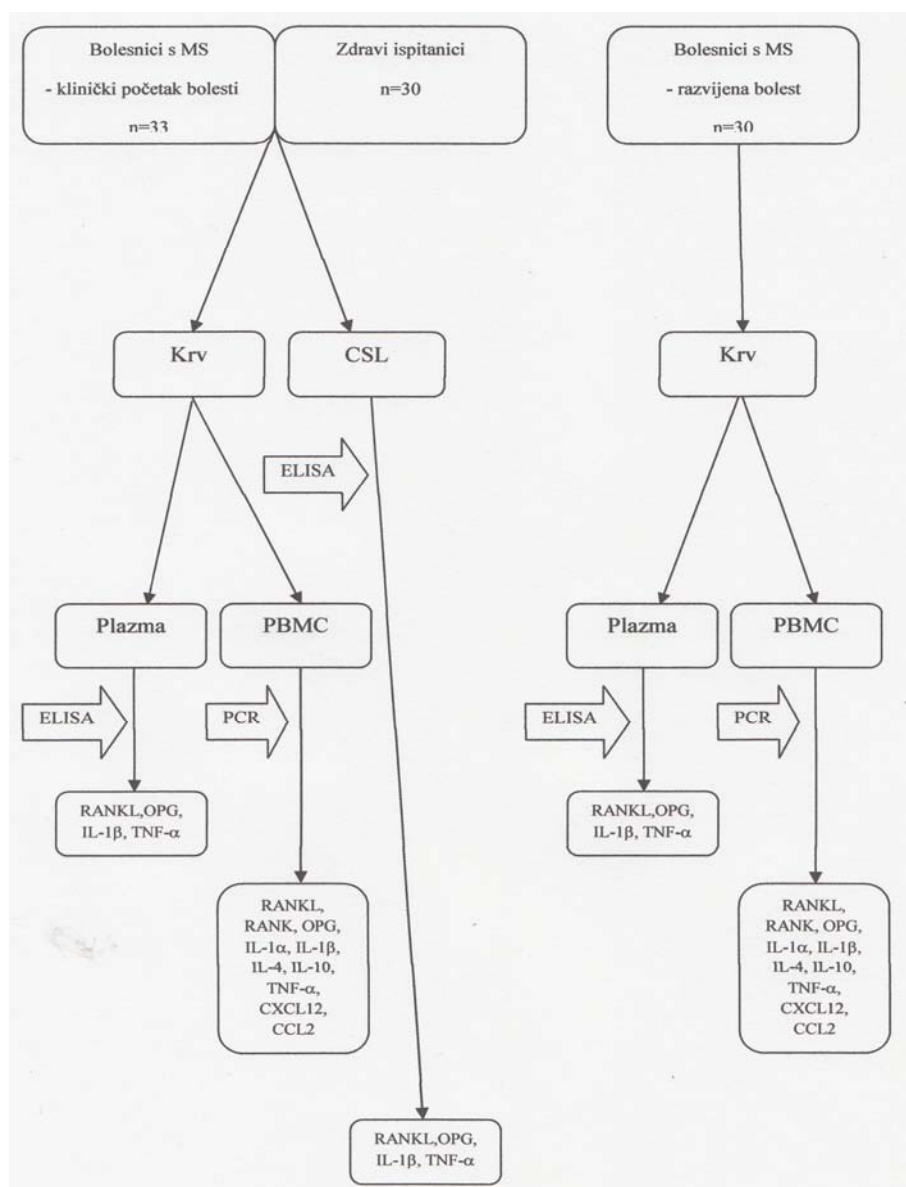 Bolesnici s MS
- klinički početak bolesti
n=33
Zdravi ispitanici
n=30
Bolesnici s MS
- razvijena bolest
n=30
Krv
CSL
Krv
ELISA
Plazma
PBMC
Plazma
PBMC
ELISA
PCR
ELISA
PCR
RANKL,OPG,
IL-1β, TNF-α
RANKL,OPG,
IL-1β, TNF-α
RANKL,
RANK, OPG,
IL-1α, IL-1β,
IL-4, IL-10,
TNF-α,
CXCL12,
CCL2
RANKL,
RANK, OPG,
IL-1α, IL-1β,
IL-4, IL-10,
TNF-α,
CXCL12,
CCL2
RANKL,OPG,
IL-1β, TNF-α